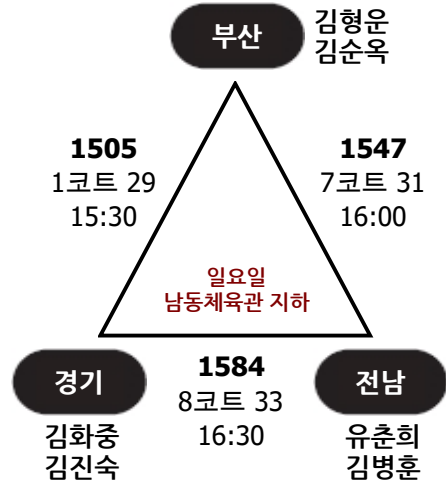 부산
김형운
김순옥
1505
1코트 29
15:30
1547
7코트 31
16:00
일요일
남동체육관 지하
경기
김화중
김진숙
1584
8코트 33
16:30
전남
유춘희
김병훈